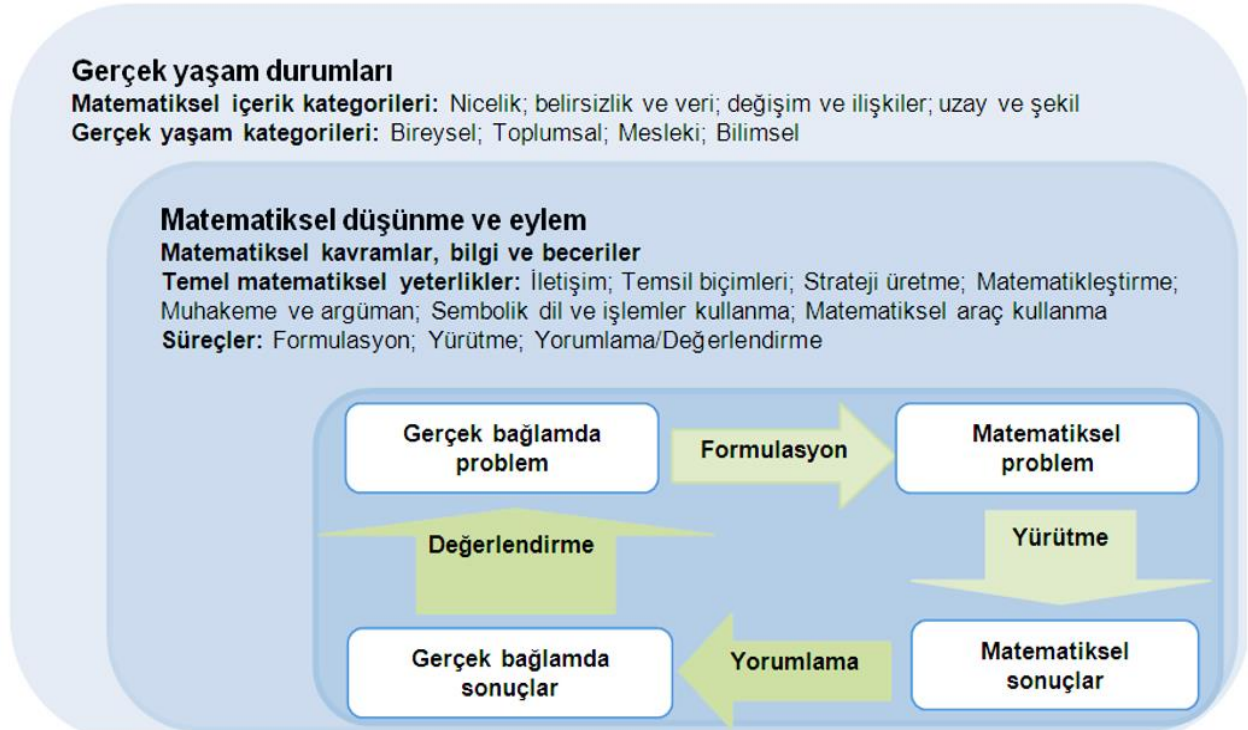 Gerçek yaşam durumları
Matematiksel içerik kategorileri: Nicelik; belirsizlik ve veri; değişim ve ilişkiler; uzay ve şekil
Gerçek yaşam kategorileri: Bireysel; Toplumsal; Mesleki; Bilimsel
Matematiksel düşünme ve eylem
Matematiksel kavramlar, bilgi ve beceriler
Temel matematiksel yeterlikler: İletişim; Temsil biçimleri; Strateji üretme; Matematikleştirme;
Muhakeme ve argüman; Sembolik dil ve işlemler kullanma; Matematiksel araç kullanma
Süreçler: Formulasyon; Yürütme; Yorumlama/Değerlendirme
Gerçek bağlamda
problem
Formulasyon
Matematiksel
problem
Değerlendirme
Yürütme
Gerçek bağlamda
sonuçlar
Yorumlama
Matematiksel
sonuçlar